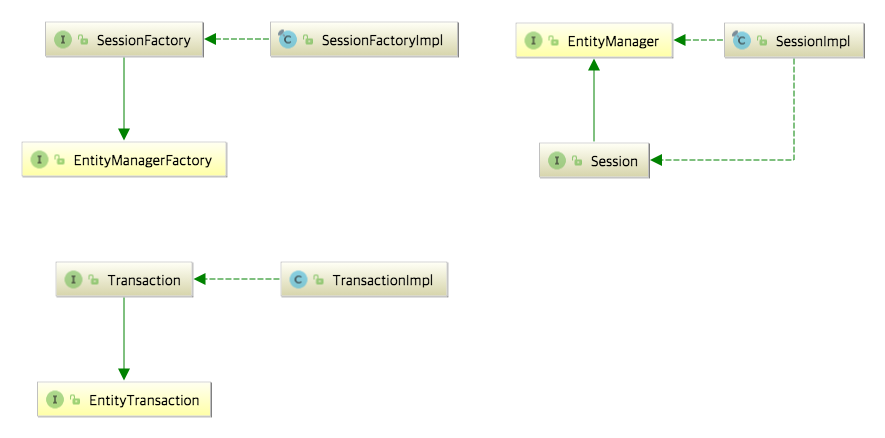 I SessionFactory
C SessionFactoryImpl
I EntityManager
C SessionImpl
I EntityManagerFactory
I Session
I Transaction
C TransactionImpl
I EntityTransaction